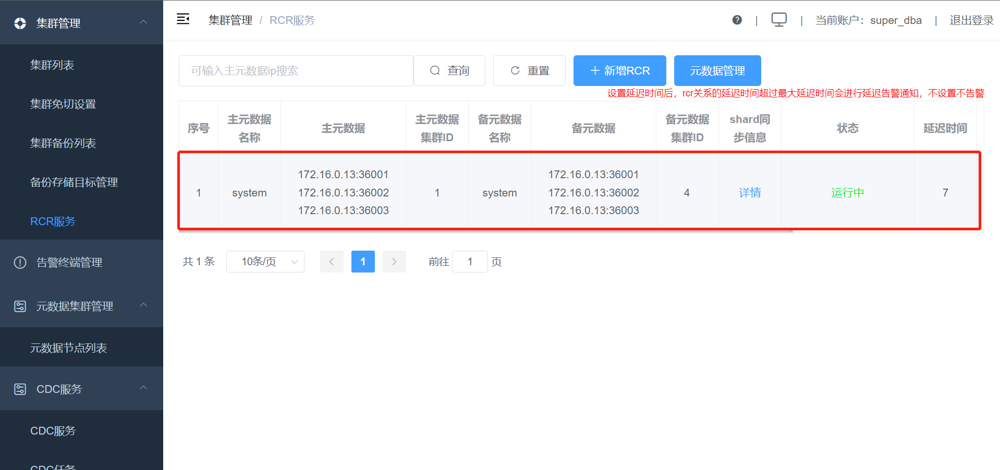 集群管理
集群列表
集群免切设置
集群备份列表
备份存储目标管理
RCR服务
告警终端管理
元数据集群管理
元数据节点列表
CDC服务
CDC服务
CDC任务
集群管理 / RCR服务
? | | 当前账户：super_dba | 退出登录
可输入主元数据ip搜索 查询 重置 + 新增RCR 元数据管理
设置延迟时间后，rcr关系的延迟时间超过最大延迟时间会进行延迟告警通知，不设置不告警
序号 主元数据名称 主元数据 主元数据集群ID 备元数据名称 备元数据 备元数据集群ID shard同步信息 状态 延迟时间
1 system 172.16.0.13:36001 172.16.0.13:36002 172.16.0.13:36003 1 system 172.16.0.13:36001 172.16.0.13:36002 172.16.0.13:36003 4 详情 运行中 7
共 1 条 10条/页 1 前往 1 页